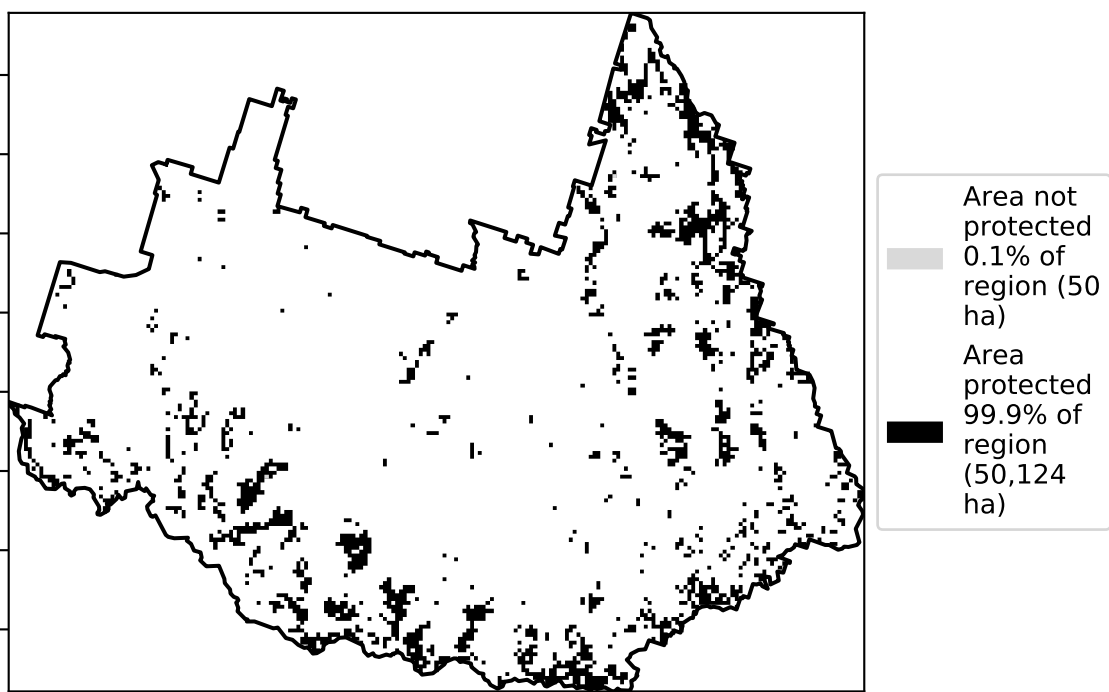 Area not
protected
0.1% of
region (50
ha)
Area
protected
99.9% of
region
(50,124
ha)